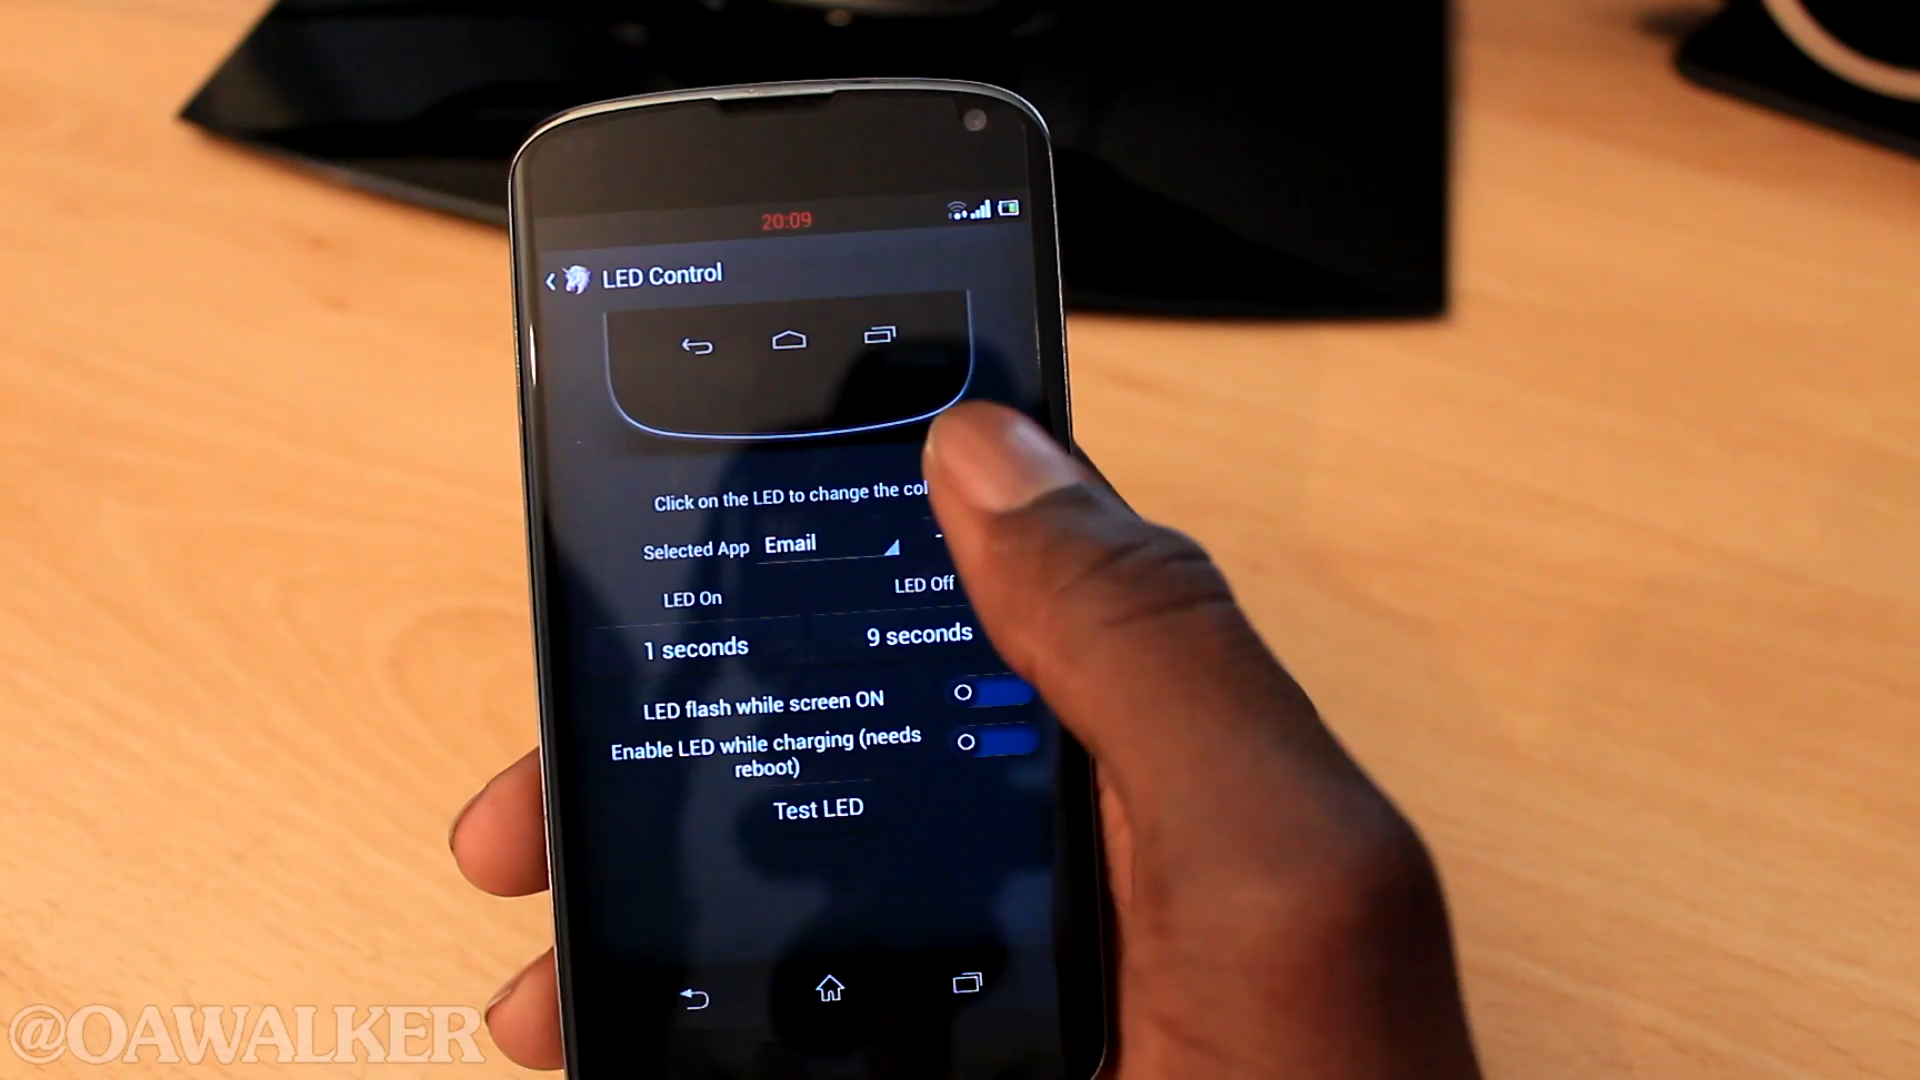 20:09
LED Control
Click on the LED to change the col
Selected App Email
LED On LED Off
1 seconds 9 seconds
LED flash while screen ON
Enable LED while charging (needs
reboot)
Test LED
@OAWALKER